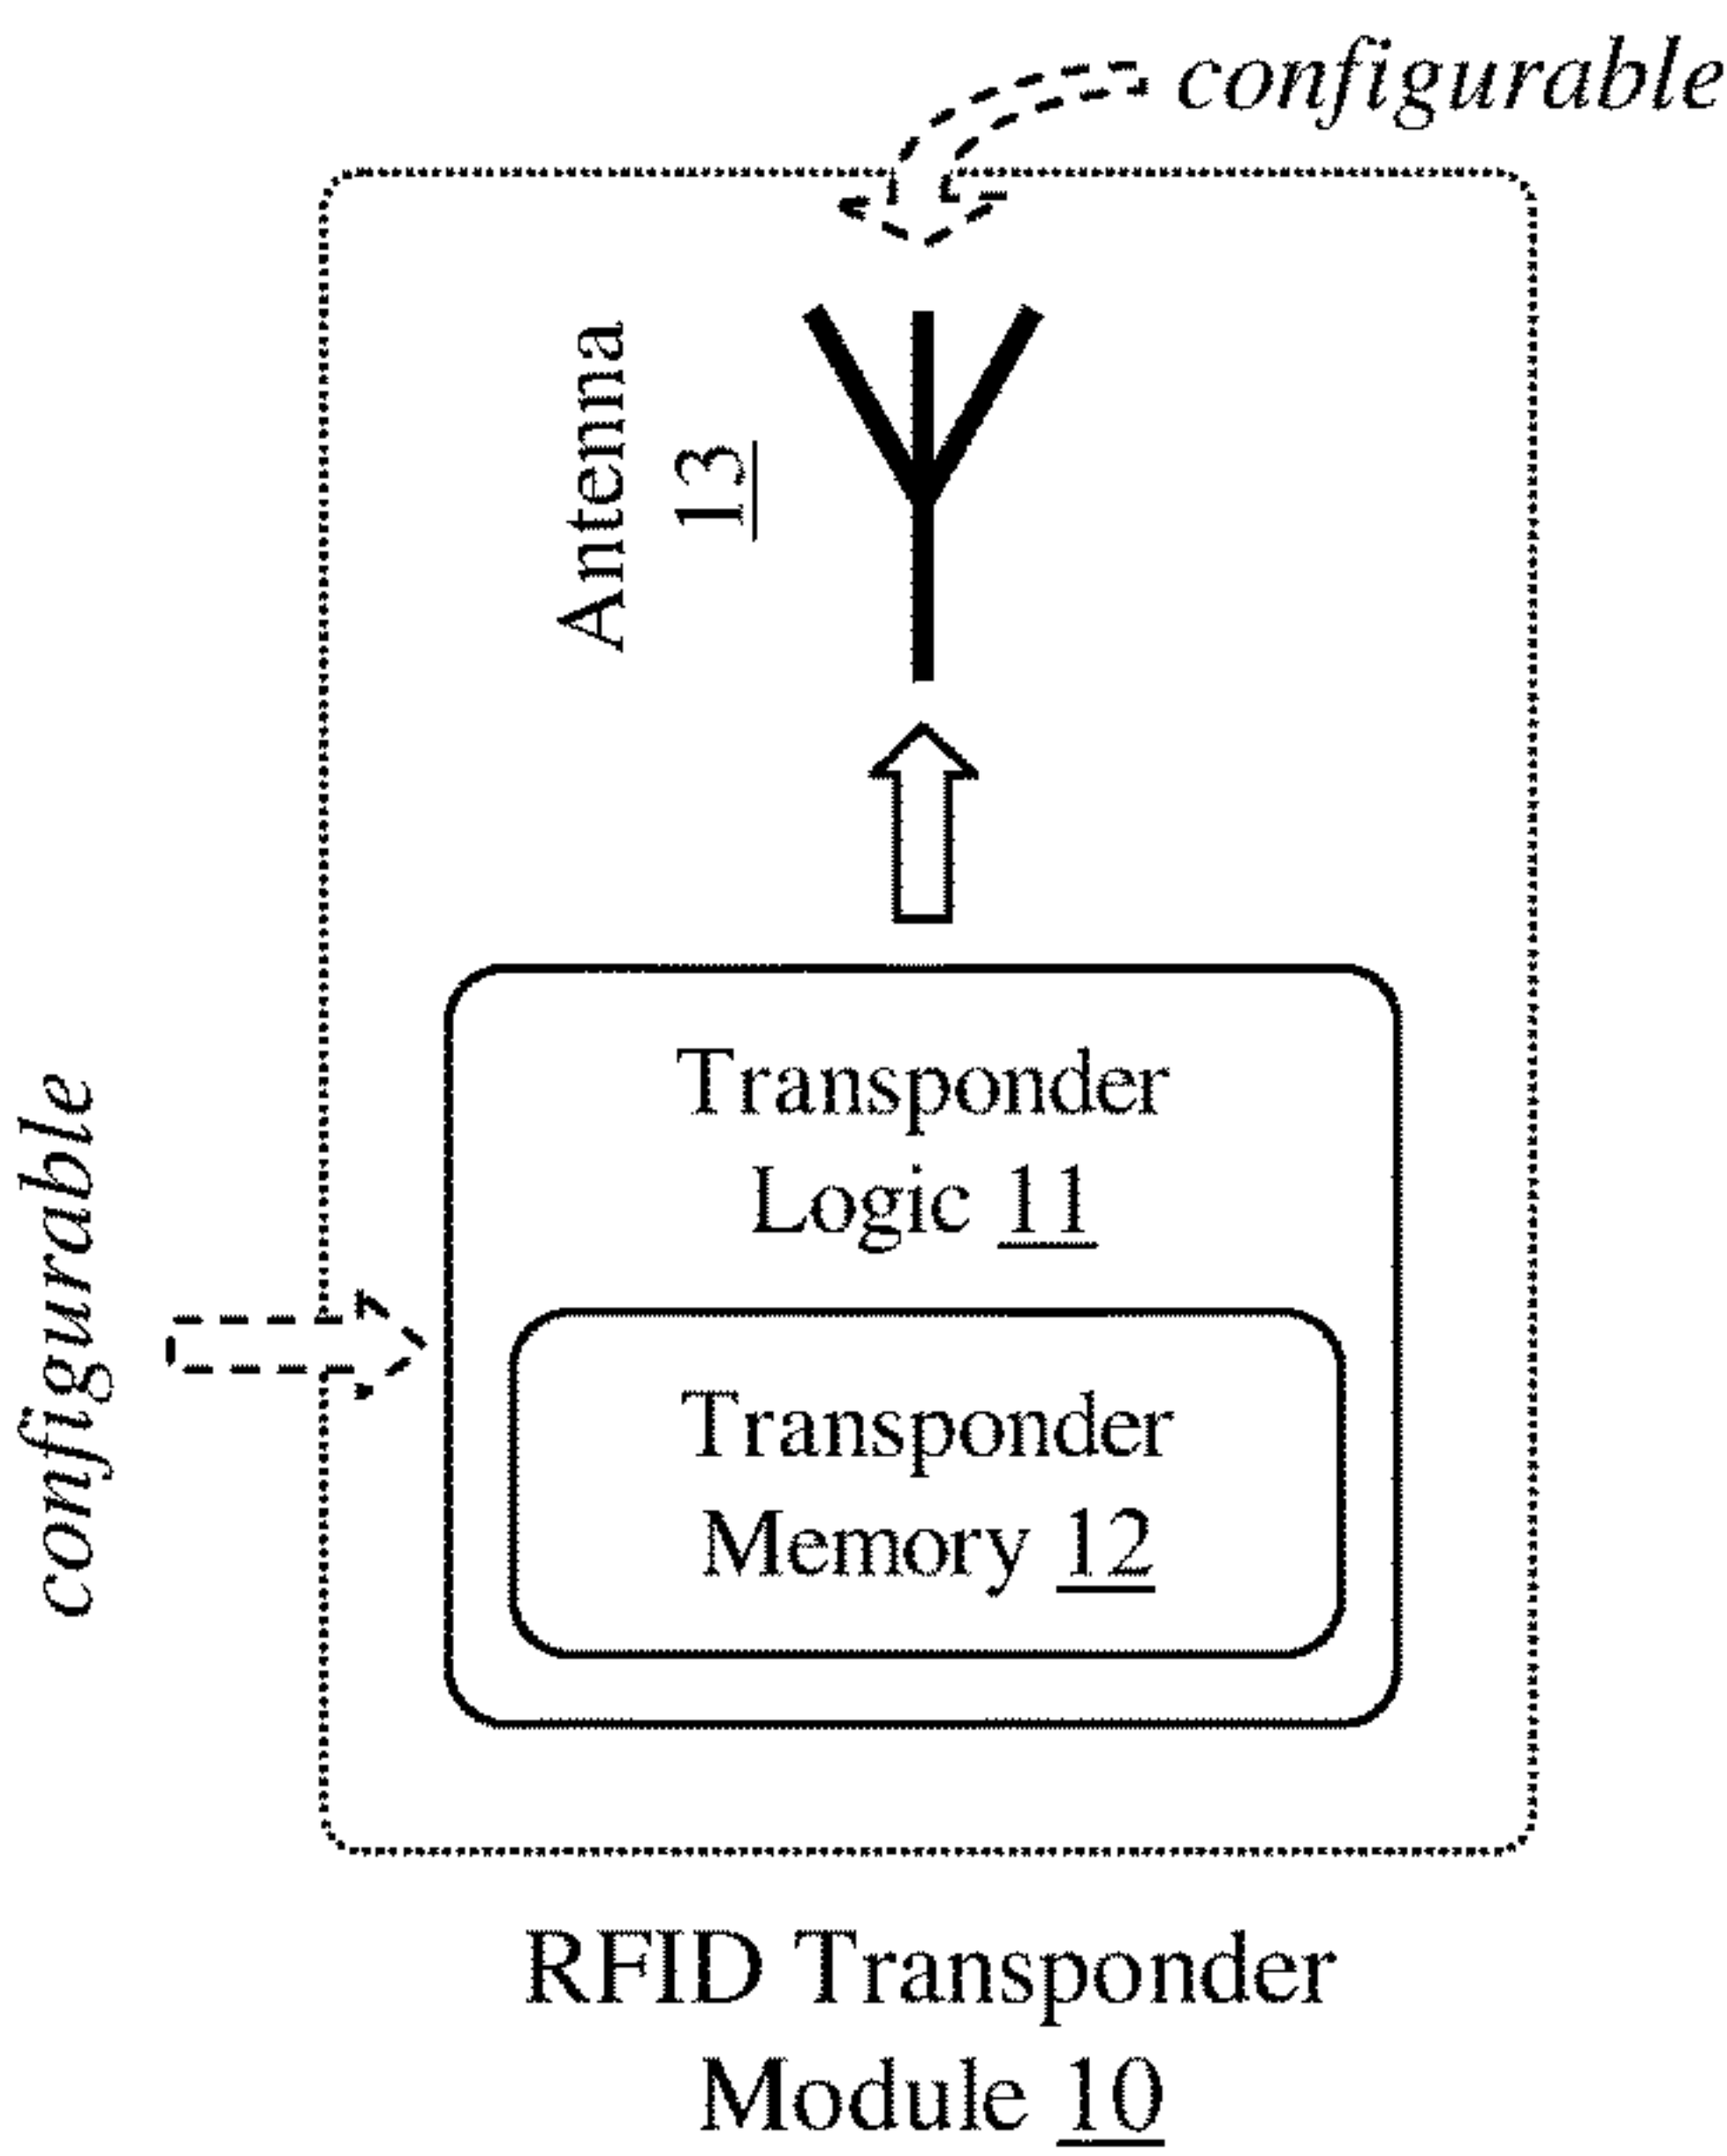 configurable
Antenna
13
Transponder
Logic 11
configurable
Transponder
Memory 12
RFID Transponder
Module 10